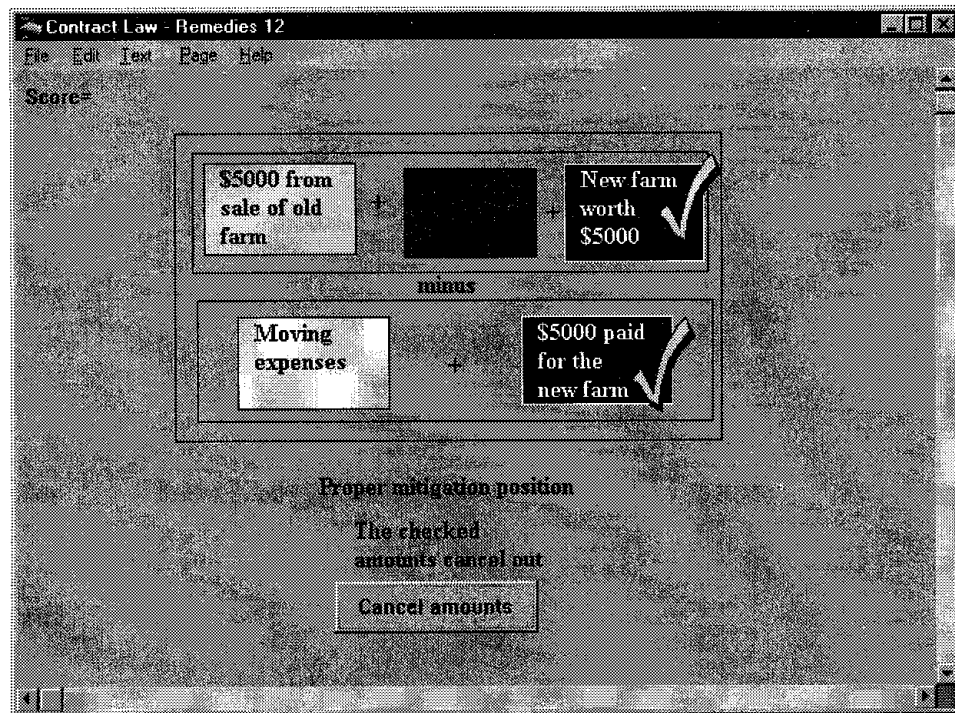 Contract Law - Remedies 12
File Edit Text Page Help
Score=
$5000 from
sale of old
farm
+
+
New farm
worth
$5000
minus
Moving
expenses
+
$5000 paid
for the
new farm
Proper mitigation position
The checked
amounts cancel out
Cancel amounts